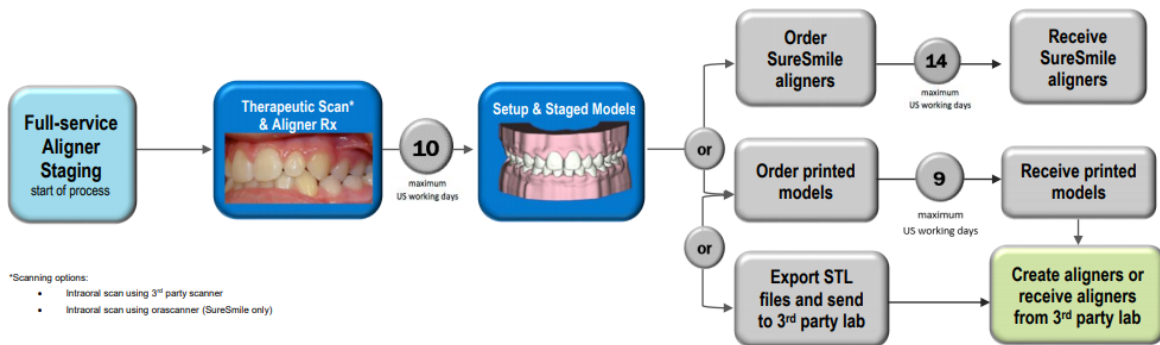 Full-service
Aligner
Staging
start of process
Therapeutic Scan*
& Aligner Rx
10
maximum
US working days
Setup & Staged Models
or
or
Order
SureSmile
aligners
14
maximum
US working days
Receive
SureSmile
aligners
Order printed
models
9
maximum
US working days
Receive printed
models
Export STL
files and send
to 3rd party lab
Create aligners or
receive aligners
from 3rd party lab
*Scanning options:
• Intraoral scan using 3rd party scanner
• Intraoral scan using orascanner (SureSmile only)